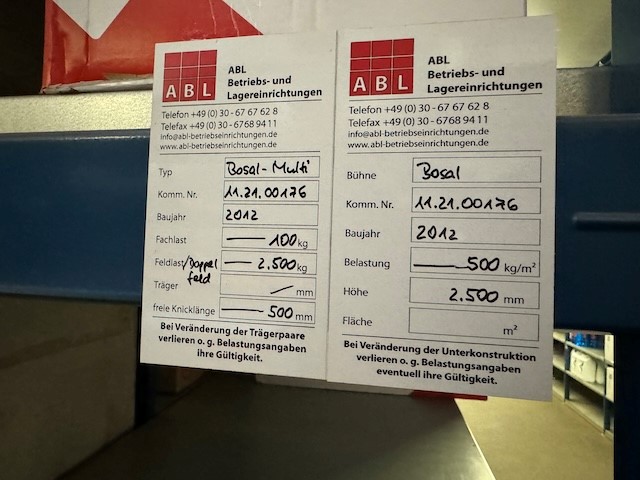 ABL
ABL
Betriebs- und
Lagereinrichtungen
Telefon +49 (0) 30 - 67 67 62 8
Telefax +49 (0) 30 - 6768 94 11
info@abl-betriebseinrichtungen.de
www.abl-betriebseinrichtungen.de
Typ Bosal-Multi
Komm. Nr. 11.21.00176
Baujahr 2012
Fachlast — 100 kg
Feldlast/Doppel — 2.500 kg
feld
Träger — mm
freie Knicklänge — 500 mm
Bei Veränderung der Trägerpaare
verlieren o. g. Belastungsangaben
ihre Gültigkeit.
ABL
ABL
Betriebs- und
Lagereinrichtungen
Telefon +49 (0) 30 - 67 67 62 8
Telefax +49 (0) 30 - 6768 94 11
info@abl-betriebseinrichtungen.de
www.abl-betriebseinrichtungen.de
Bühne Bosal
Komm. Nr. 11.21.00176
Baujahr 2012
Belastung — 500 kg/m²
Höhe 2.500 mm
Fläche m²
Bei Veränderung der Unterkonstruktion
verlieren o. g. Belastungsangaben
eventuell ihre Gültigkeit.